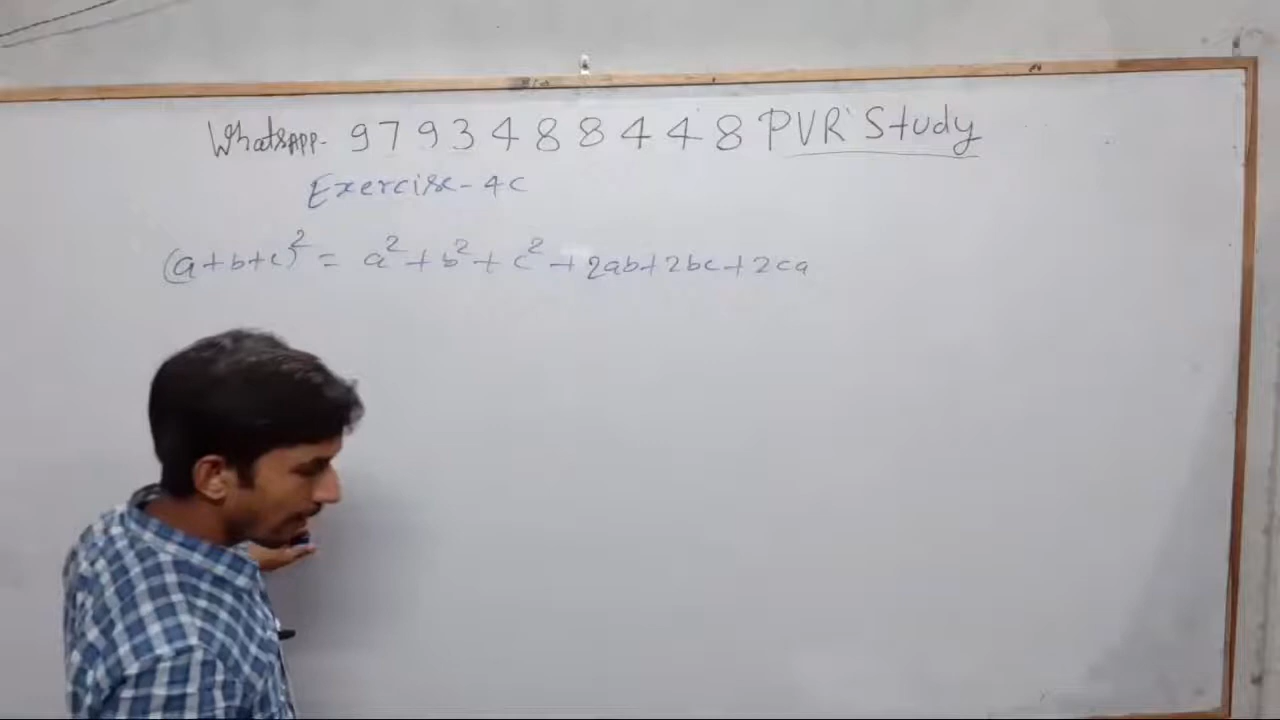 WhatsApp- 9793488448 PVR Study
Exercise-4C
(a+b+c)² = a² + b² + c² + 2ab+2bc+2ca